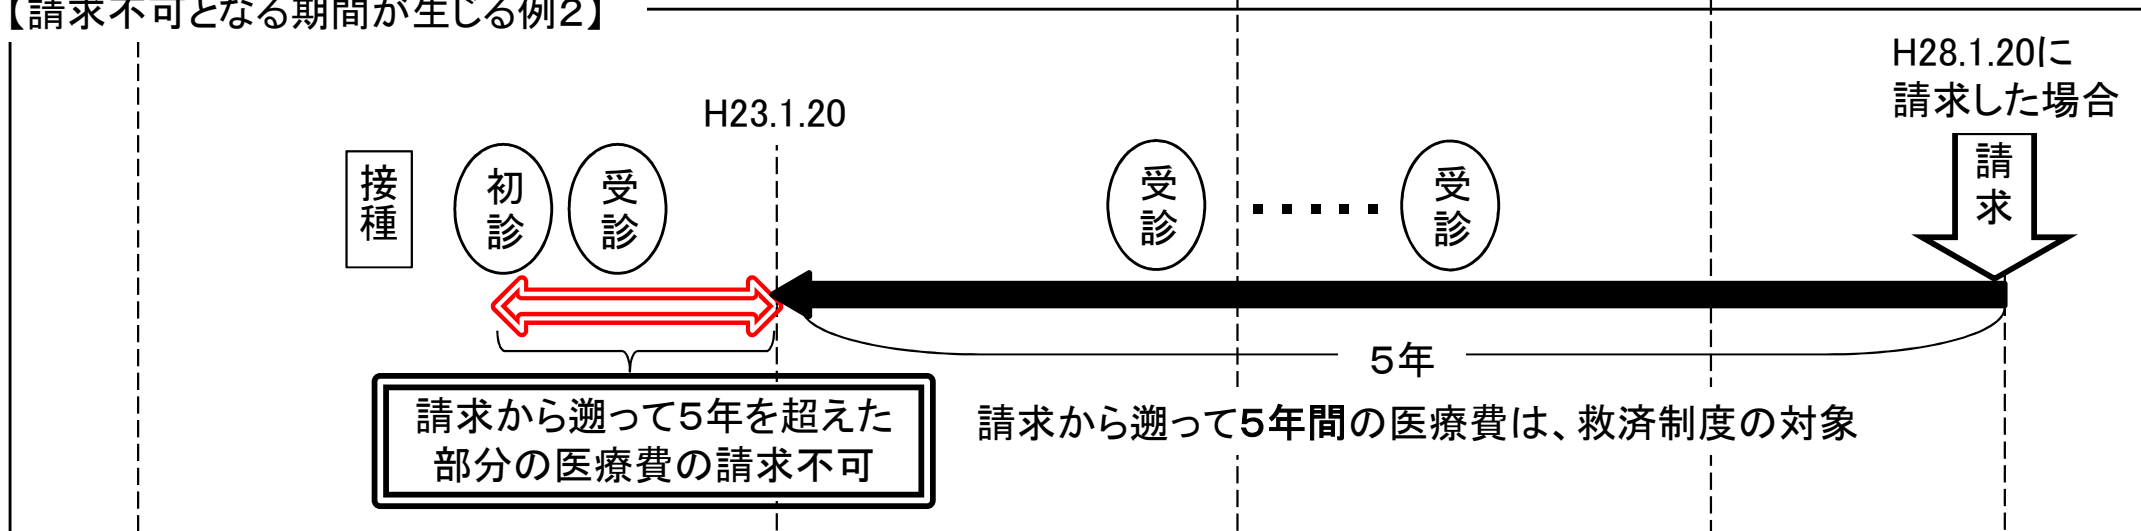 【請求不可となる期間が生じる例2】
H28.1.20に
請求した場合
H23.1.20
接種
初診
受診
受診
・・・・・
受診
請求
5年
請求から遡って5年を超えた
部分の医療費の請求不可
請求から遡って5年間の医療費は、救済制度の対象